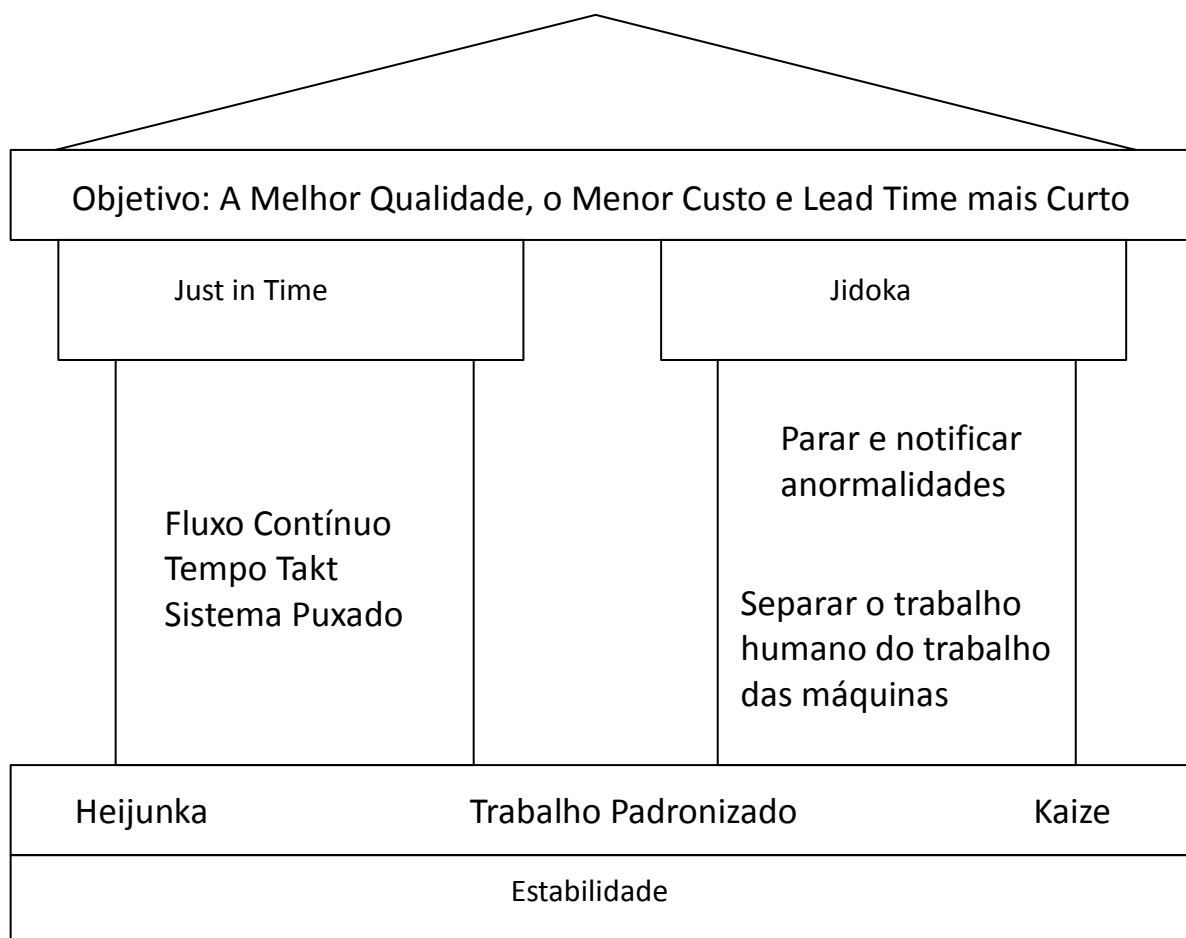 Objetivo: A Melhor Qualidade, o Menor Custo e Lead Time mais Curto
Just in Time
Jidoka
Fluxo Contínuo
Tempo Takt
Sistema Puxado
Parar e notificar
anormalidades
Separar o trabalho
humano do trabalho
das máquinas
Heijunka
Trabalho Padronizado
Kaize
Estabilidade